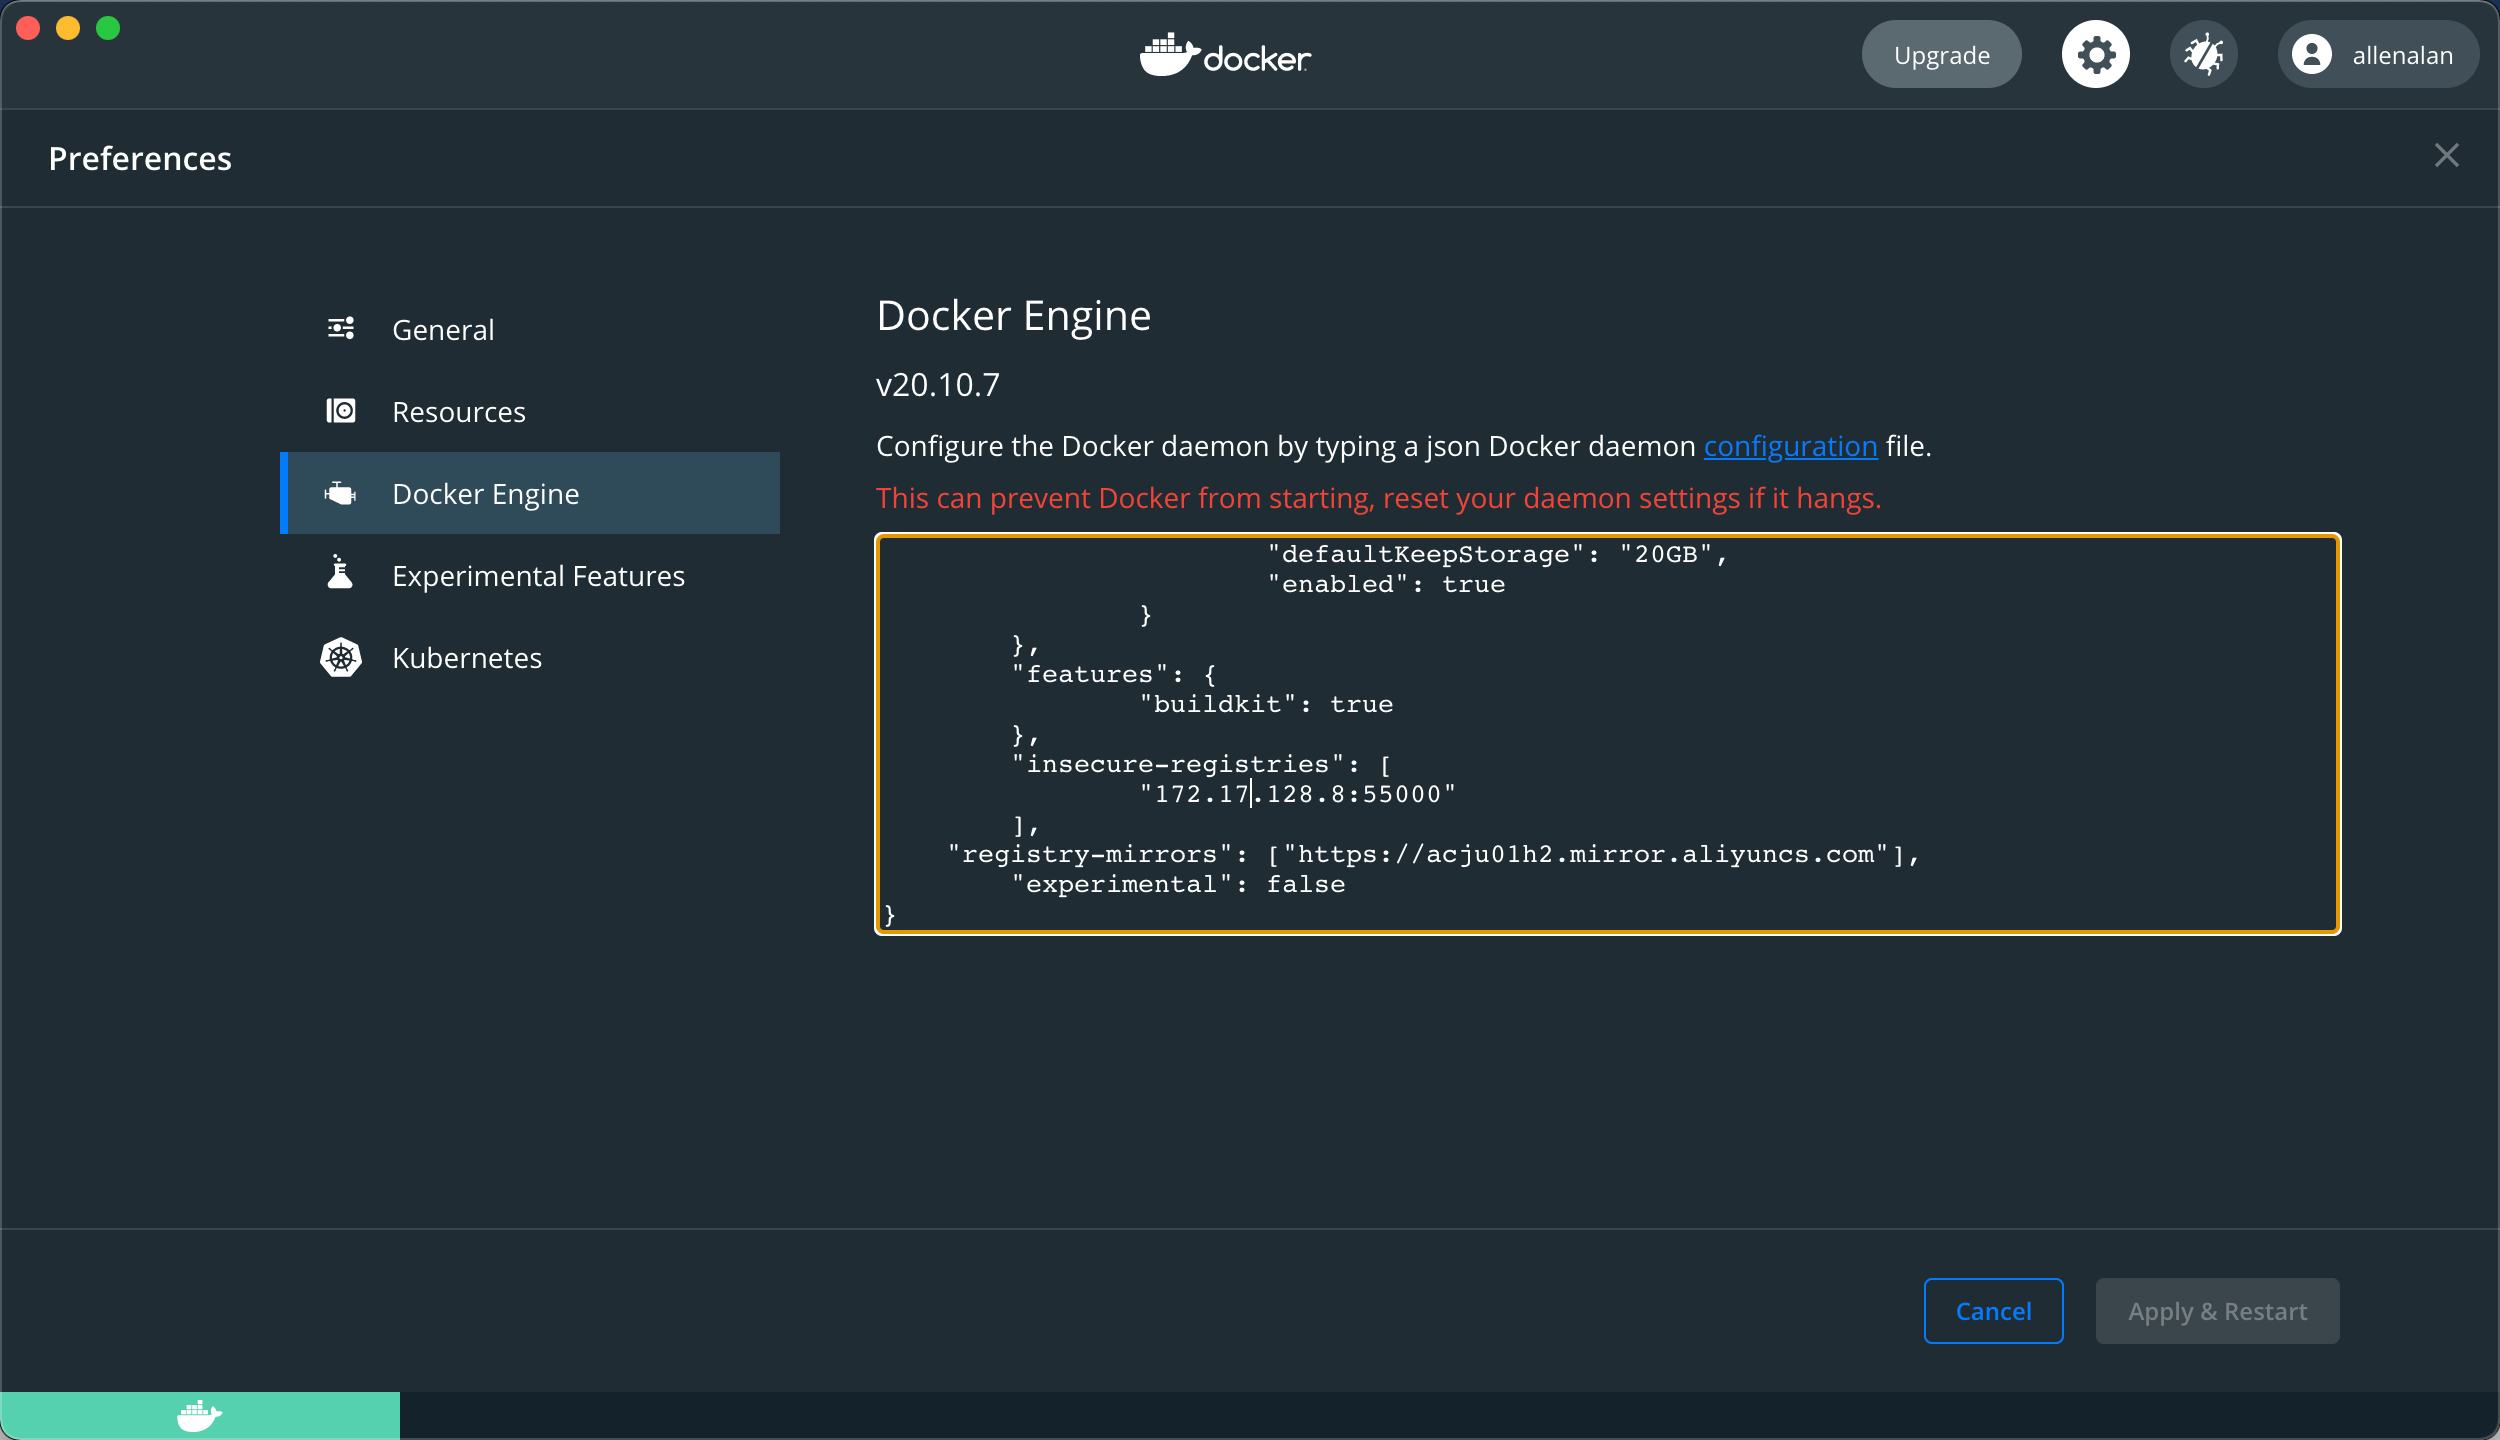 docker
Upgrade
allenalan
Preferences
General
Resources
Docker Engine
Experimental Features
Kubernetes
Docker Engine
v20.10.7
Configure the Docker daemon by typing a json Docker daemon configuration file.
This can prevent Docker from starting, reset your daemon settings if it hangs.
"defaultKeepStorage": "20GB",
"enabled": true
}
},
"features": {
"buildkit": true
},
"insecure-registries": [
"172.17.128.8:55000"
],
"registry-mirrors": ["https://acju01h2.mirror.aliyuncs.com"],
"experimental": false
}
Cancel
Apply & Restart